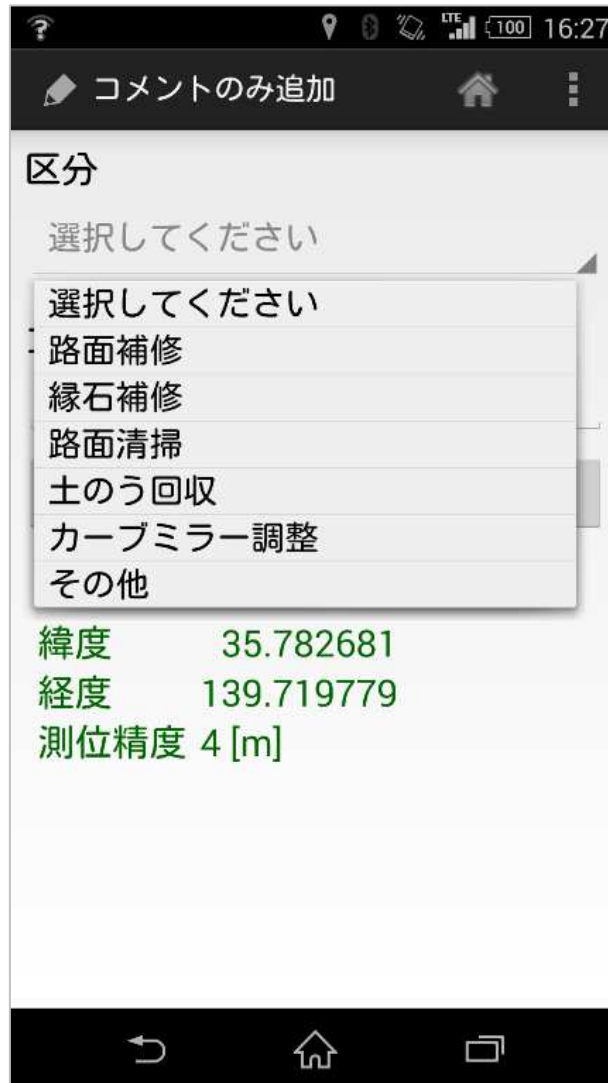 LTE 100 16:27
コメントのみ追加
区分
選択してください
選択してください
路面補修
縁石補修
路面清掃
土のう回収
カーブミラー調整
その他
緯度 35.782681
経度 139.719779
測位精度 4 [m]